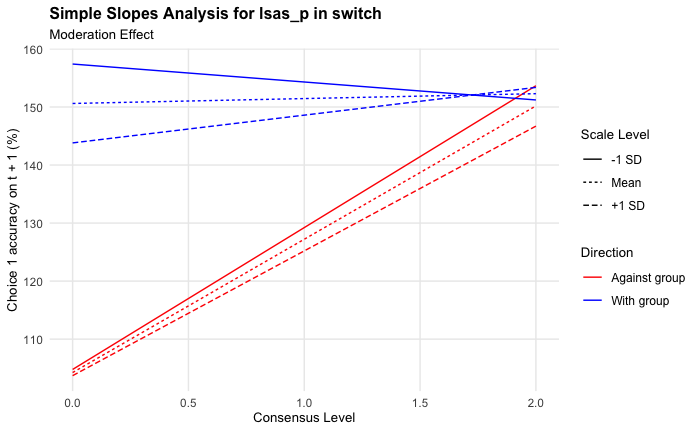 Simple Slopes Analysis for lsas_p in switch
Moderation Effect
160
150
140
130
120
110
Choice 1 accuracy on t + 1 (%)
0.0 0.5 1.0 1.5 2.0
Consensus Level
Scale Level
-1 SD
Mean
+1 SD
Direction
Against group
With group